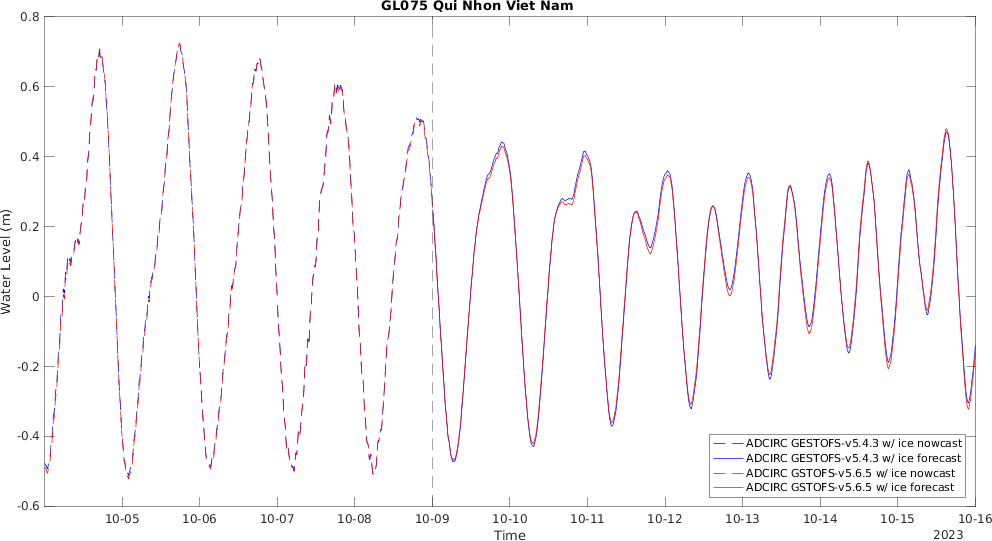 GL075 Qui Nhon Viet Nam
0.8
0.6
0.4
0.2
0
-0.2
-0.4
-0.6
Water Level (m)
10-05 10-06 10-07 10-08 10-09 10-10 10-11 10-12 10-13 10-14 10-15 10-16
Time
2023
ADCIRC GESTOFS-v5.4.3 w/ ice nowcast
ADCIRC GESTOFS-v5.4.3 w/ ice forecast
ADCIRC GSTOFS-v5.6.5 w/ ice nowcast
ADCIRC GSTOFS-v5.6.5 w/ ice forecast